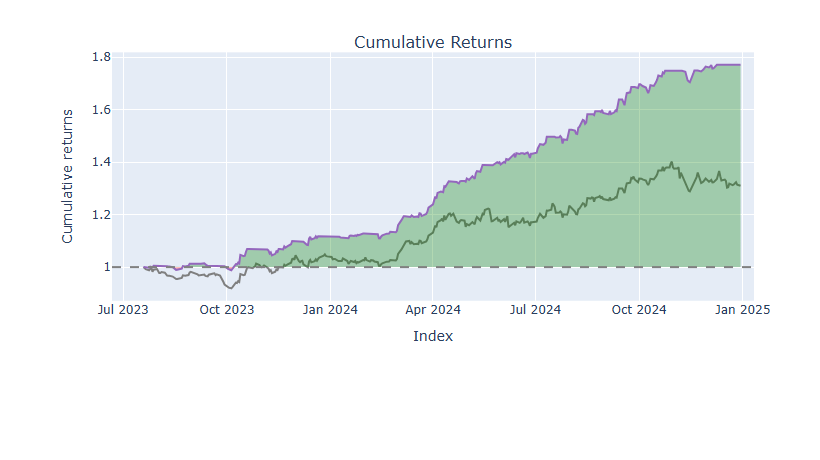 Cumulative Returns
1.8
1.6
1.4
1.2
1
Cumulative returns
Jul 2023
Oct 2023
Jan 2024
Apr 2024
Jul 2024
Oct 2024
Jan 2025
Index